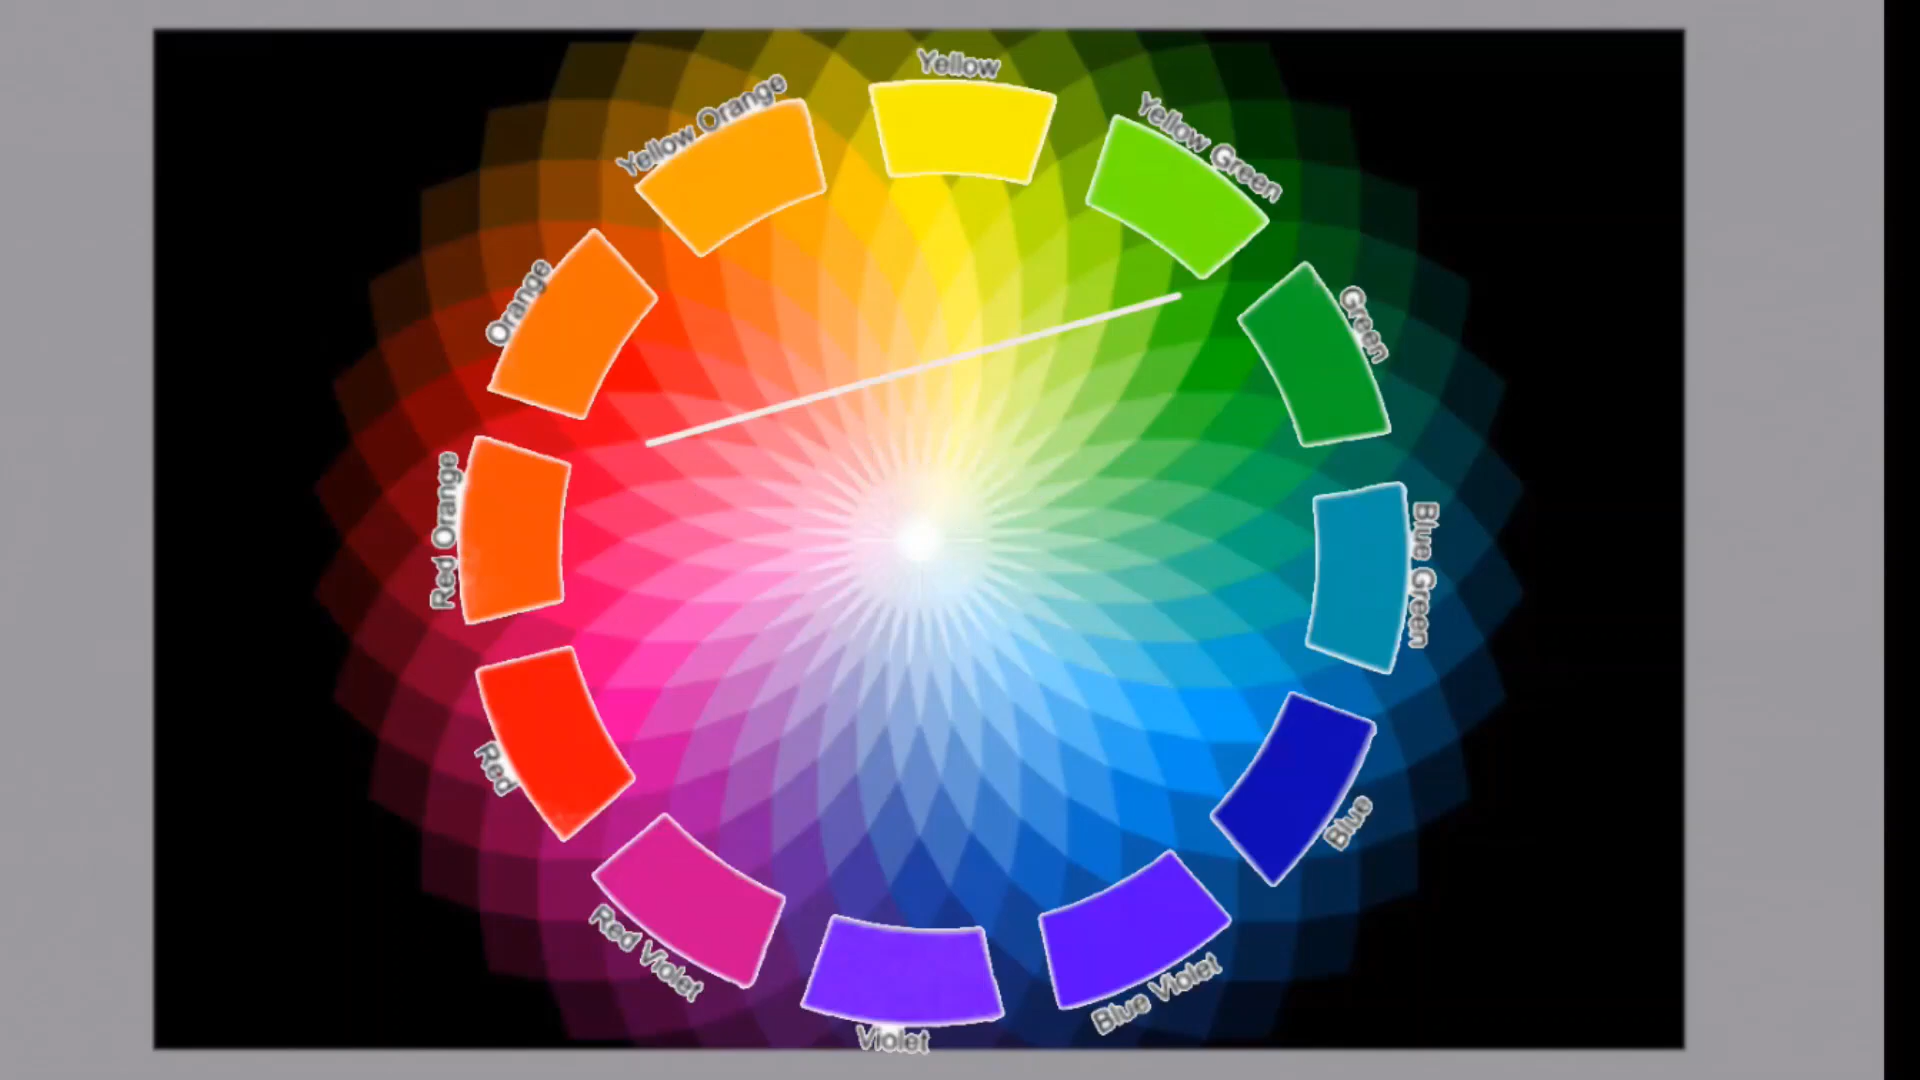 Yellow
Yellow Green
Green
Blue Green
Blue
Blue Violet
Violet
Red Violet
Red
Red Orange
Orange
Yellow Orange